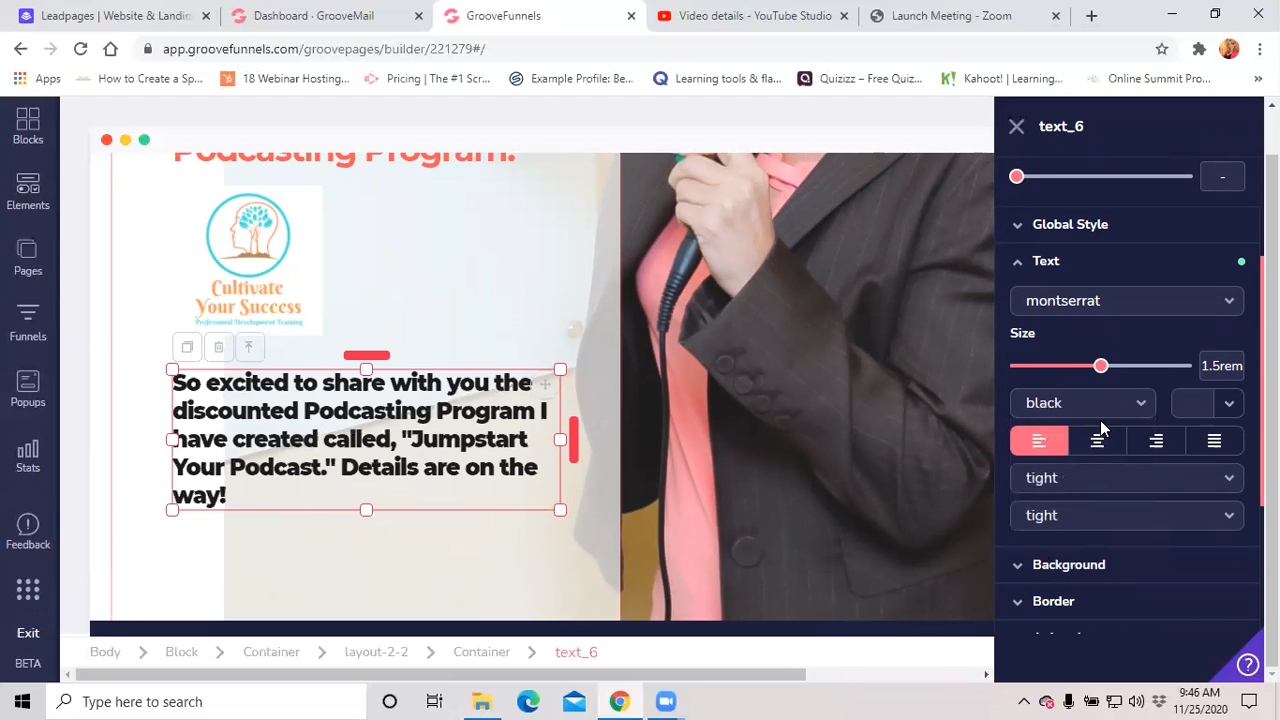 Leadpages | Website & Landin
Dashboard · GrooveMail
GrooveFunnels
Video details - YouTube Studio
Launch Meeting - Zoom
app.groovefunnels.com/groovepages/builder/221279#/
Apps
How to Create a Sp...
18 Webinar Hosting...
Pricing | The #1 Scr...
Example Profile: Be...
Learning tools & fla...
Quizizz – Free Quiz...
Kahoot! | Learning...
Online Summit Pro...
»
Blocks
Elements
Pages
Funnels
Popups
Stats
Feedback
Exit
BETA
Podcasting Program!
Cultivate
Your Success
Professional Development Training
So excited to share with you the
discounted Podcasting Program I
have created called, "Jumpstart
Your Podcast." Details are on the
way!
text_6
-
Global Style
Text
montserrat
Size
1.5rem
black
tight
tight
Background
Border
Body
Block
Container
layout-2-2
Container
text_6
Type here to search
9:46 AM
11/25/2020